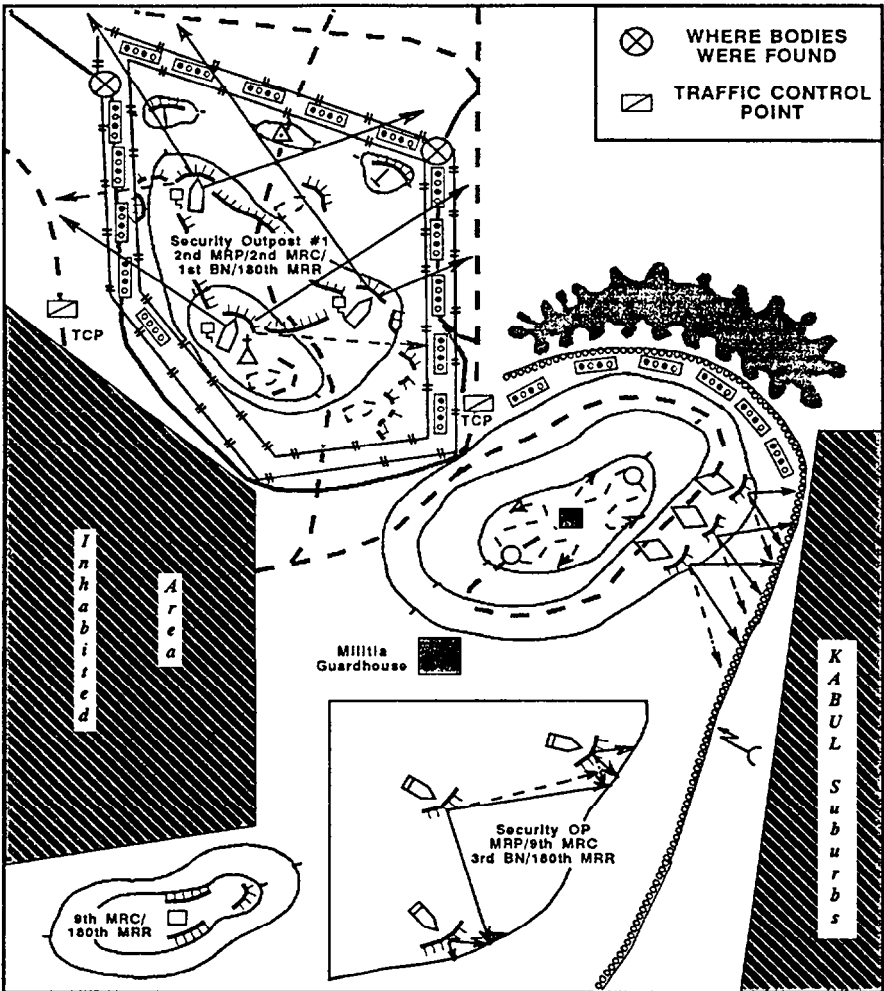 WHERE BODIES
WERE FOUND
TRAFFIC CONTROL
POINT
Security Outpost #1
2nd MRP/2nd MRC/
1st BN/180th MRR
TCP
TCP
Inhabited
Area
Militia
Guardhouse
KABUL Suburbs
Security OP
MRP/9th MRC
3rd BN/180th MRR
9th MRC/
180th MRR